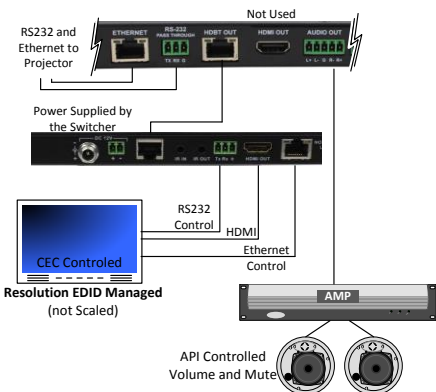 Not Used
RS232 and
Ethernet to
Projector
ETHERNET
RS-232
PASS THROUGH
TX RX G
HDBT OUT
HDMI OUT
AUDIO OUT
L+ L- G R- R+
Power Supplied by
the Switcher
DC 12V
IR IN
IR OUT
Tx Rx
HDMI OUT
RS232
Control
HDMI
Ethernet
Control
CEC Controled
Resolution EDID Managed
(not Scaled)
AMP
API Controlled
Volume and Mute